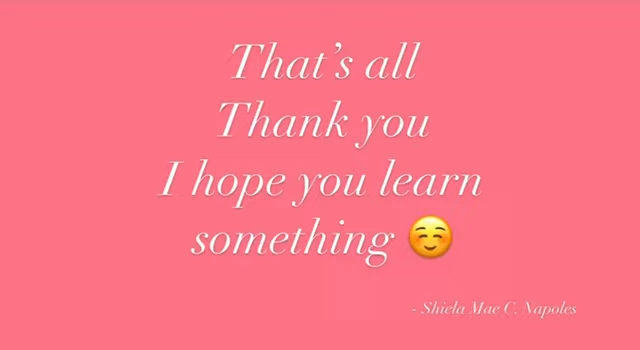 That’s all
Thank you
I hope you learn
something ☺️
- Shiela Mae C. Napoles